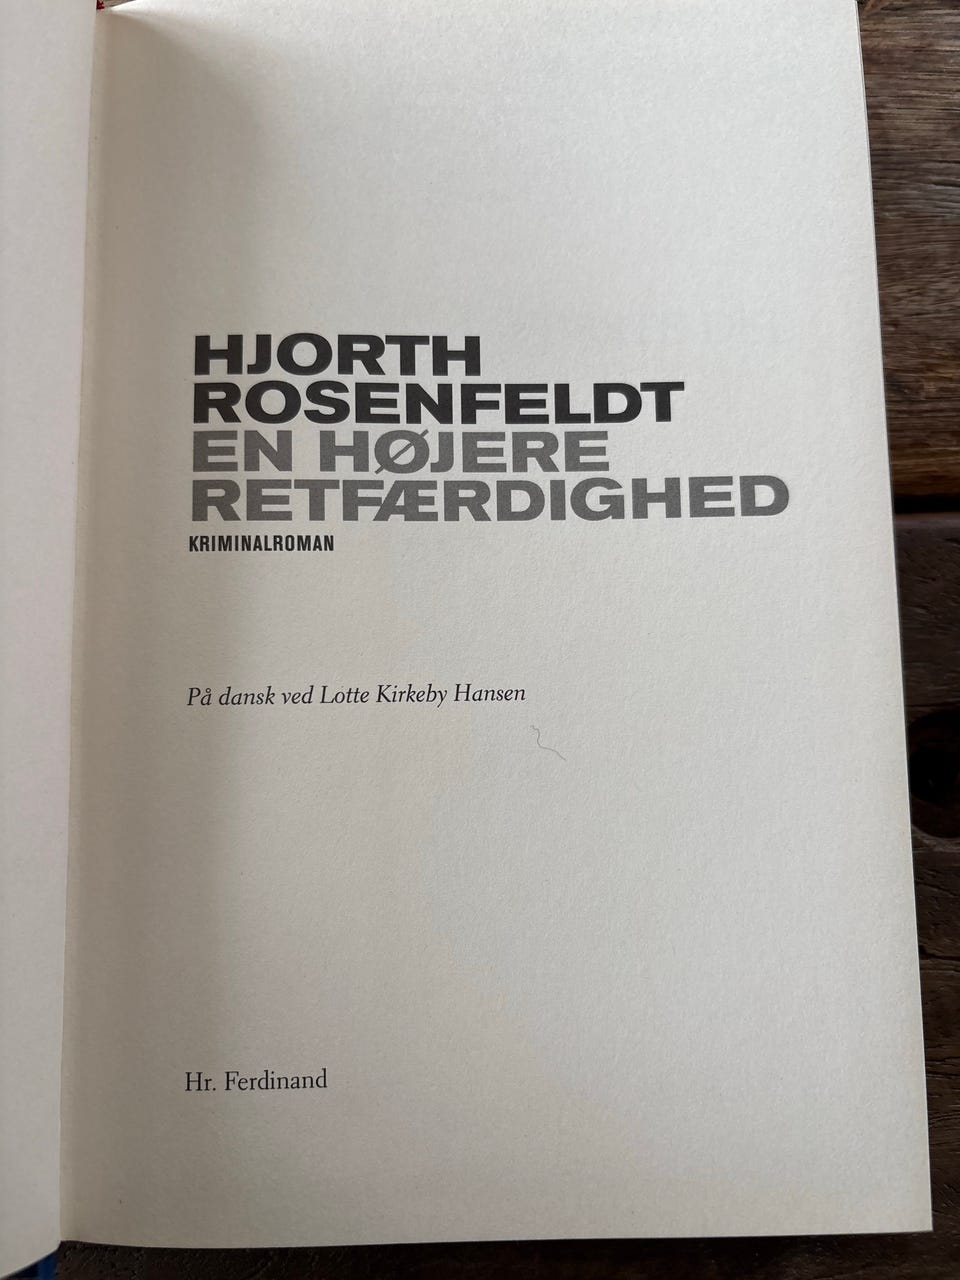 HJORTH
ROSENFELDT
EN HØJERE
RETFÆRDIGHED
KRIMINALROMAN
På dansk ved Lotte Kirkeby Hansen
Hr. Ferdinand